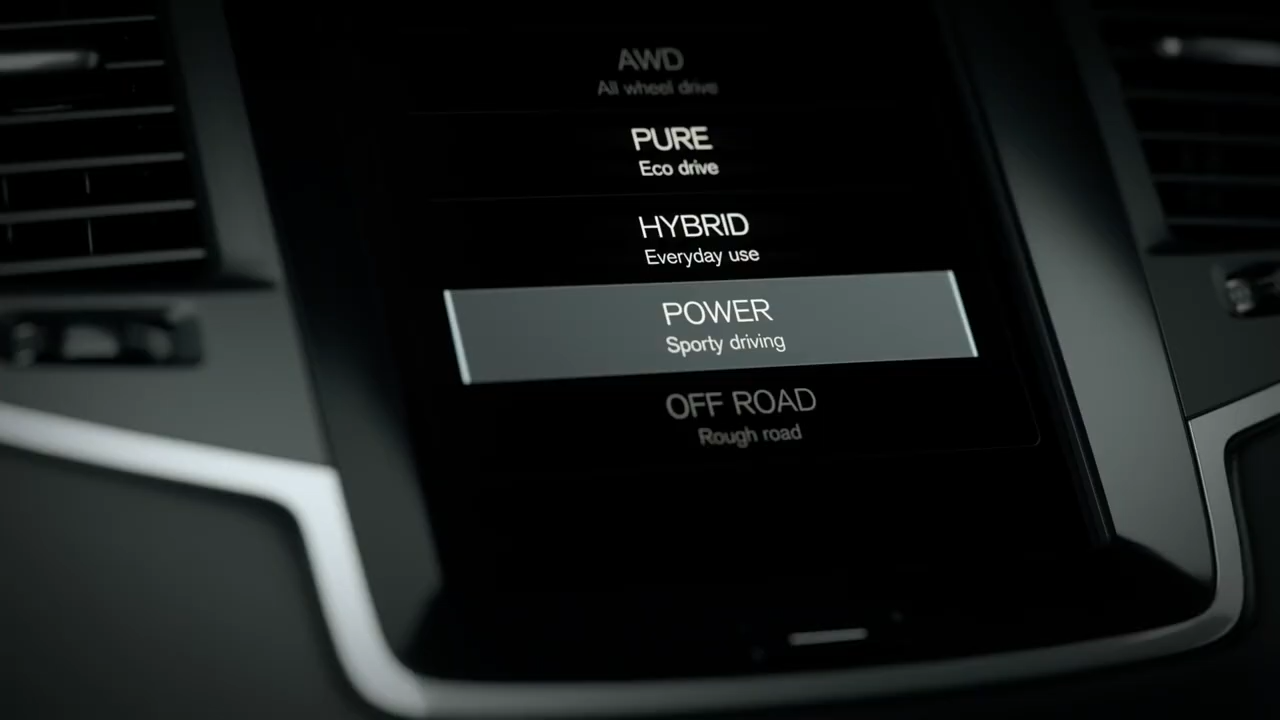 AWD
All wheel drive
PURE
Eco drive
HYBRID
Everyday use
POWER
Sporty driving
OFF ROAD
Rough road